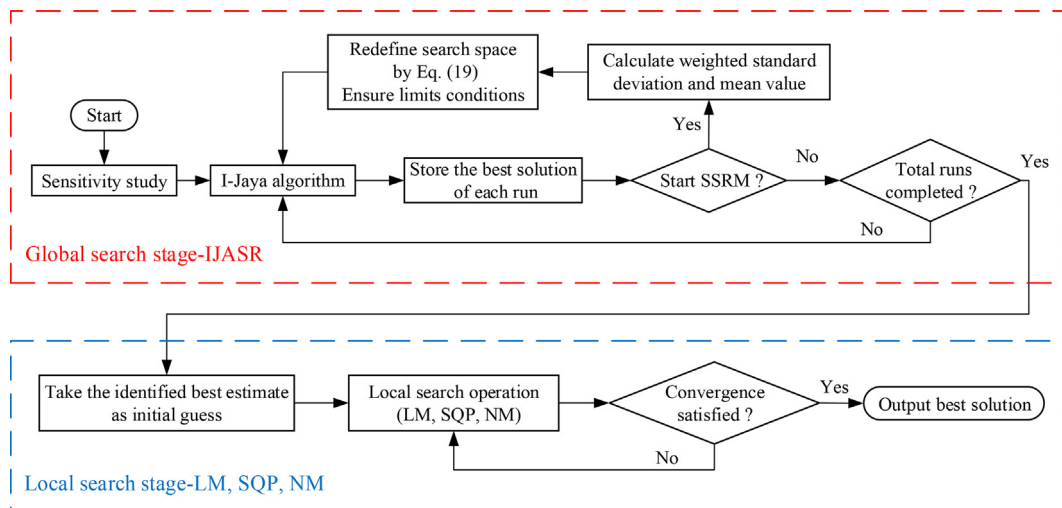 Start
Sensitivity study
I-Jaya algorithm
Redefine search space
by Eq. (19)
Ensure limits conditions
Calculate weighted standard
deviation and mean value
Yes
Store the best solution
of each run
Start SSRM ?
No
Total runs
completed ?
Yes
No
Global search stage-IJASR
Take the identified best estimate
as initial guess
Local search operation
(LM, SQP, NM)
Convergence
satisfied ?
Yes
Output best solution
No
Local search stage-LM, SQP, NM